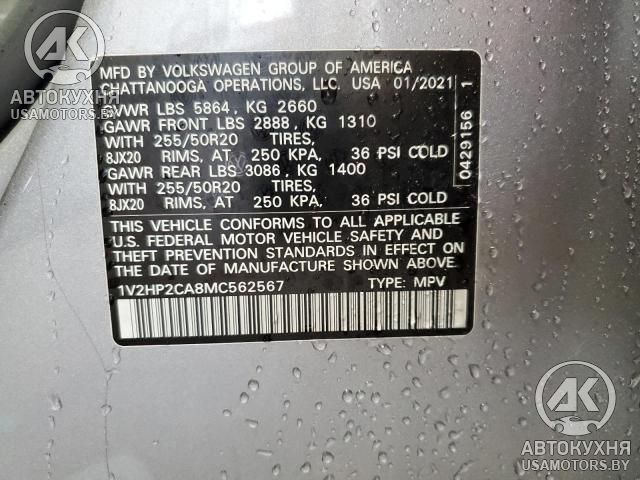 MFD BY VOLKSWAGEN GROUP OF AMERICA
CHATTANOOGA OPERATIONS, LLC. USA 01/2021
GVWR LBS 5864, KG 2660
GAWR FRONT LBS 2888, KG 1310
WITH 255/50R20 TIRES,
8JX20 RIMS, AT 250 KPA, 36 PSI COLD
GAWR REAR LBS 3086, KG 1400
WITH 255/50R20 TIRES,
8JX20 RIMS, AT 250 KPA, 36 PSI COLD
THIS VEHICLE CONFORMS TO ALL APPLICABLE
U.S. FEDERAL MOTOR VEHICLE SAFETY AND
THEFT PREVENTION STANDARDS IN EFFECT ON
THE DATE OF MANUFACTURE SHOWN ABOVE.
1V2HP2CA8MC562567 TYPE: MPV
0429156 1
АК
АВТОКУХНЯ
USAMOTORS.BY
АК
АВТОКУХНЯ
USAMOTORS.BY